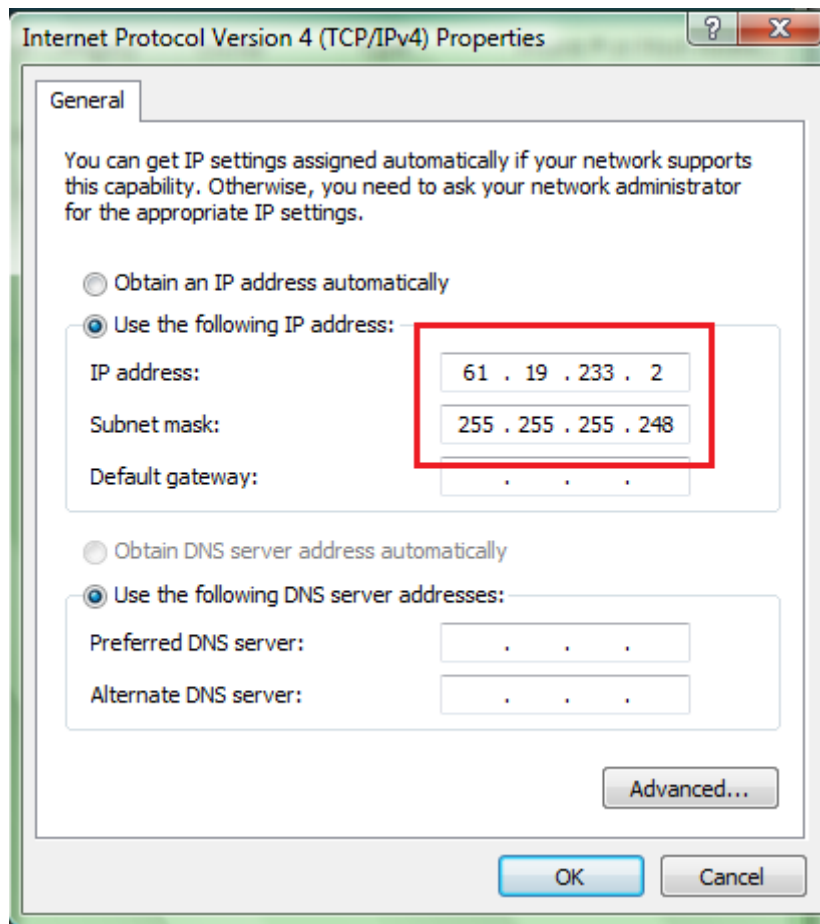 Internet Protocol Version 4 (TCP/IPv4) Properties
General
You can get IP settings assigned automatically if your network supports
this capability. Otherwise, you need to ask your network administrator
for the appropriate IP settings.
Obtain an IP address automatically
Use the following IP address:
IP address: 61 . 19 . 233 . 2
Subnet mask: 255 . 255 . 255 . 248
Default gateway: . . .
Obtain DNS server address automatically
Use the following DNS server addresses:
Preferred DNS server: . . .
Alternate DNS server: . . .
Advanced...
OK Cancel